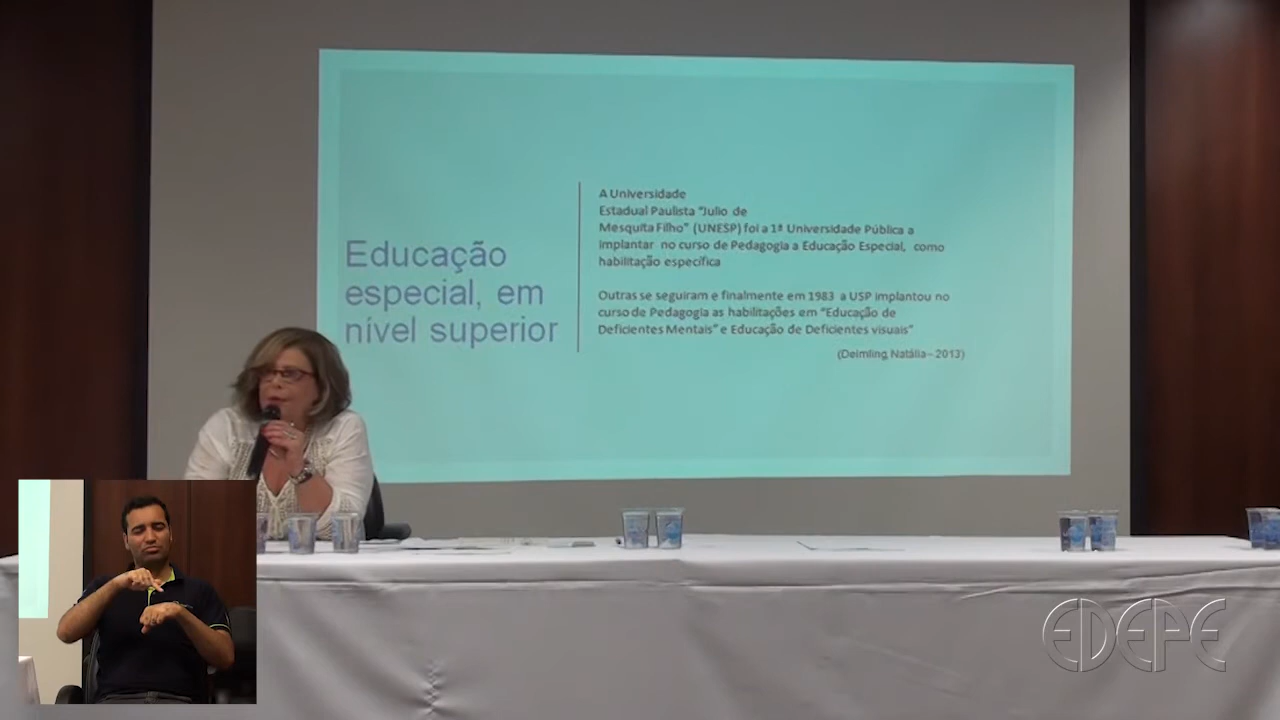 Educação
especial, em
nível superior
A Universidade
Estadual Paulista "Julio de
Mesquita Filho" (UNESP) foi a 1ª Universidade Pública a
implantar no curso de Pedagogia a Educação Especial, como
habilitação específica
Outras se seguiram e finalmente em 1983 a USP implantou no
curso de Pedagogia as habilitações em "Educação de
Deficientes Mentais" e Educação de Deficientes visuais"
(Deimling, Natália – 2013)
EDEPE